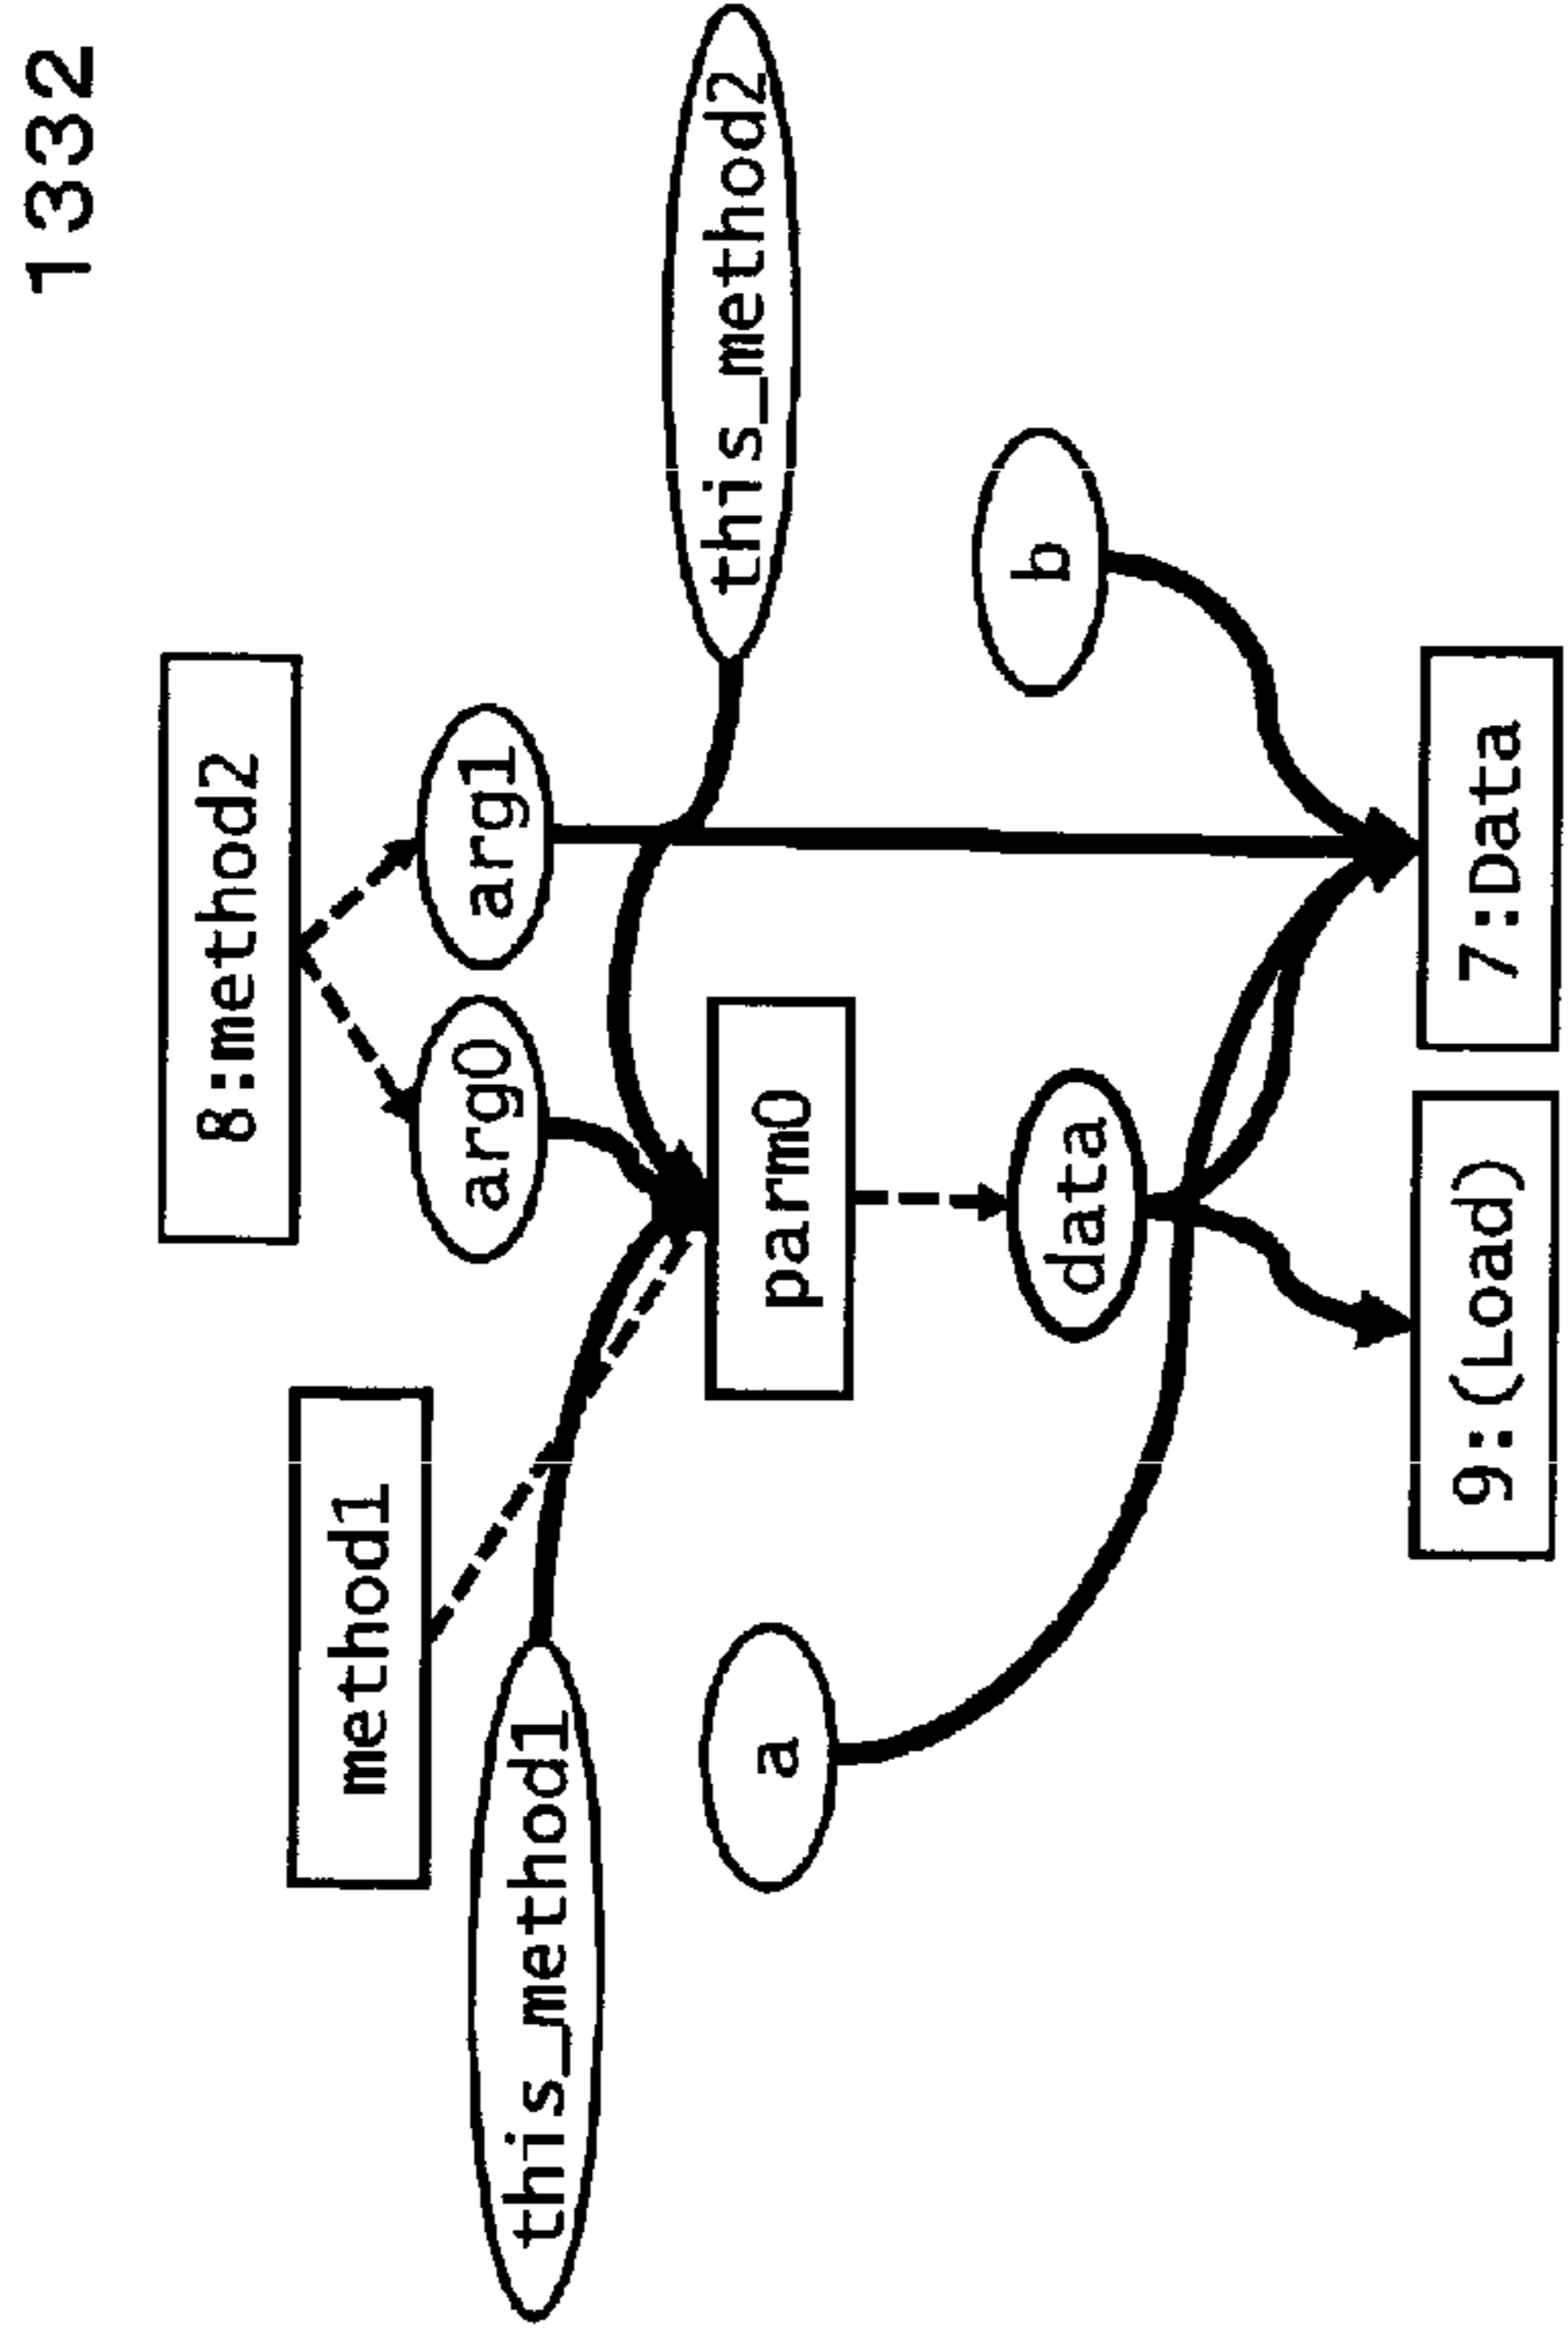 1332
8:method2
method1
arg0
arg1
this_method1
this_method2
parm0
a
data
b
9:(Load)
7:Data